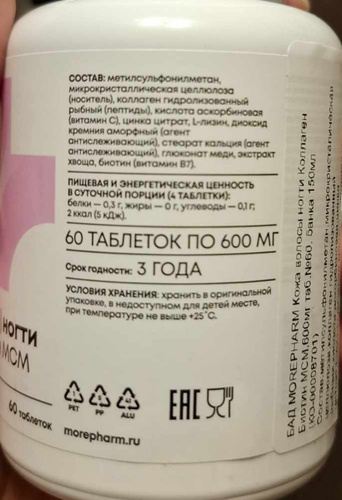 СОСТАВ: метилсульфонилметан,
микрокристаллическая целлюлоза
(носитель), коллаген гидролизованный
рыбный (пептиды), кислота аскорбиновая
(витамин С), цинка цитрат, L-лизин, диоксид
кремния аморфный (агент
антислеживающий), стеарат кальция (агент
антислеживающий), глюконат меди, экстракт
хвоща, биотин (витамин В7).
ПИЩЕВАЯ И ЭНЕРГЕТИЧЕСКАЯ ЦЕННОСТЬ
В СУТОЧНОЙ ПОРЦИИ (4 ТАБЛЕТКИ):
белки – 0,3 г, жиры – 0 г, углеводы – 0,1 г;
2 ккал (5 кДж).
60 ТАБЛЕТОК ПО 600 МГ
Срок годности: 3 ГОДА
УСЛОВИЯ ХРАНЕНИЯ: хранить в оригинальной
упаковке, в недоступном для детей месте,
при температуре не выше +25°С.
НОГТИ
МСМ
60 таблеток
PET
PP
ALU
EAC
morepharm.ru
БАД MOREPHARM Кожа волосы ногти Коллаген
Биотин МСМ,600мг таб.№60, банка 150мл
(КЗ-00008701)